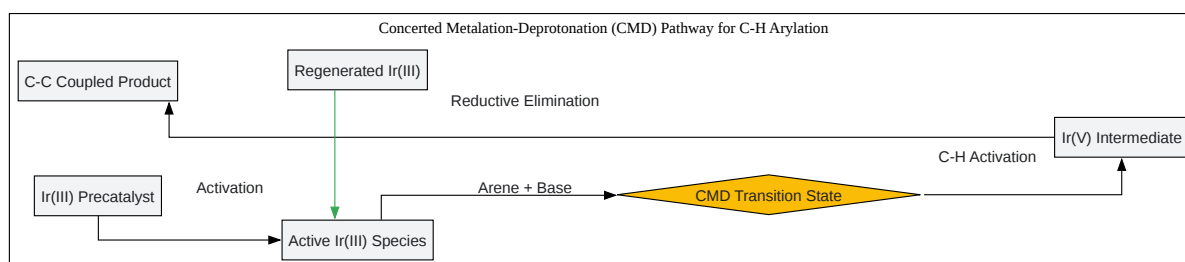 Concerted Metalation-Deprotonation (CMD) Pathway for C-H Arylation
C-C Coupled Product
Regenerated Ir(III)
Reductive Elimination
Ir(V) Intermediate
C-H Activation
Ir(III) Precatalyst
Activation
Arene + Base
CMD Transition State
Active Ir(III) Species